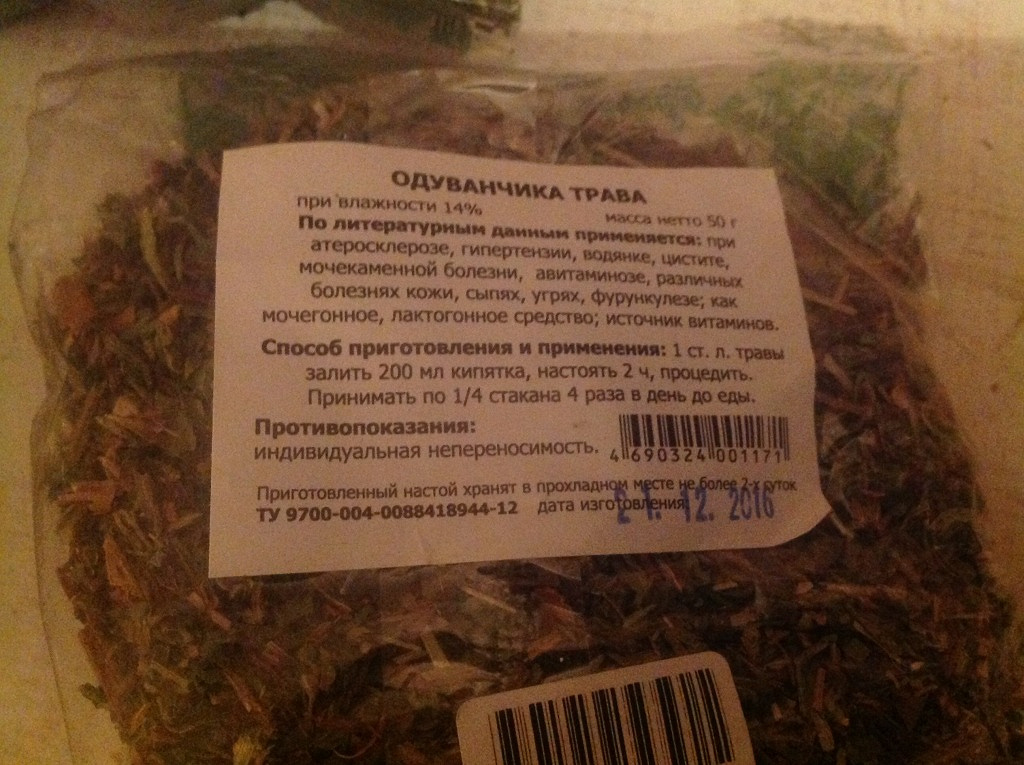 ОДУВАНЧИКА ТРАВА
при влажности 14% масса нетто 50 г
По литературным данным применяется: при
атеросклерозе, гипертензии, водянке, цистите,
мочекаменной болезни, авитаминозе, различных
болезнях кожи, сыпях, угрях, фурункулезе; как
мочегонное, лактогонное средство; источник витаминов.
Способ приготовления и применения: 1 ст. л. травы
залить 200 мл кипятка, настоять 2 ч, процедить.
Принимать по 1/4 стакана 4 раза в день до еды.
Противопоказания:
индивидуальная непереносимость.
4 690324 001171
Приготовленный настой хранят в прохладном месте не более 2-х суток
ТУ 9700-004-0088418944-12 дата изготовления 21. 12. 2016